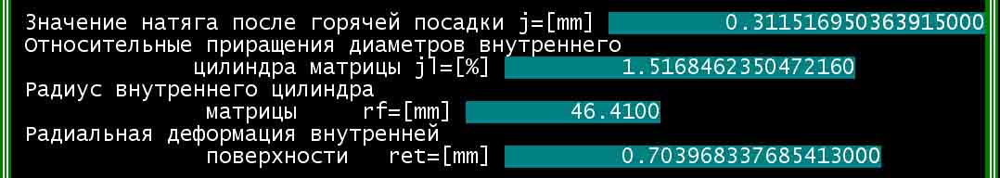 Значение натяга после горячей посадки j=[mm] 0.311516950363915000
Относительные приращения диаметров внутреннего
цилиндра матрицы j1=[%] 1.5168462350472160
Радиус внутреннего цилиндра
матрицы rf=[mm] 46.4100
Радиальная деформация внутренней
поверхности ret=[mm] 0.703968337685413000